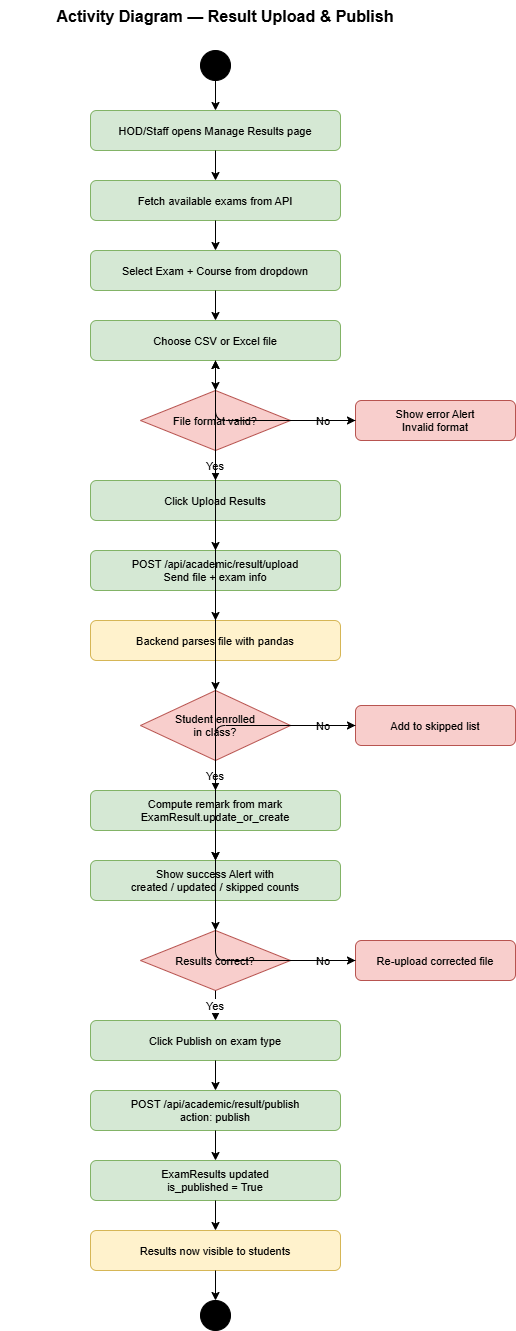 Activity Diagram — Result Upload & Publish
HOD/Staff opens Manage Results page
Fetch available exams from API
Select Exam + Course from dropdown
Choose CSV or Excel file
File format valid?
No
Show error Alert
Invalid format
Yes
Click Upload Results
POST /api/academic/result/upload
Send file + exam info
Backend parses file with pandas
Student enrolled
in class?
No
Add to skipped list
Yes
Compute remark from mark
ExamResult.update_or_create
Show success Alert with
created / updated / skipped counts
Results correct?
No
Re-upload corrected file
Yes
Click Publish on exam type
POST /api/academic/result/publish
action: publish
ExamResults updated
is_published = True
Results now visible to students